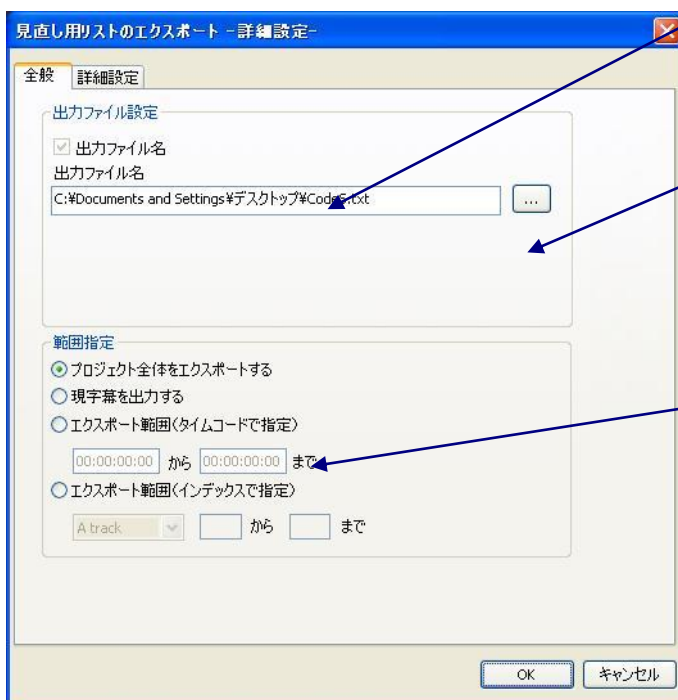 見直し用リストのエクスポート -詳細設定-
全般 詳細設定
出力ファイル設定
出力ファイル名
出力ファイル名
C:¥Documents and Settings¥デスクトップ¥CodeS.txt ...
範囲指定
プロジェクト全体をエクスポートする
現字幕を出力する
エクスポート範囲(タイムコードで指定)
00:00:00:00 から 00:00:00:00 まで
エクスポート範囲(インデックスで指定)
A track から まで
OK キャンセル